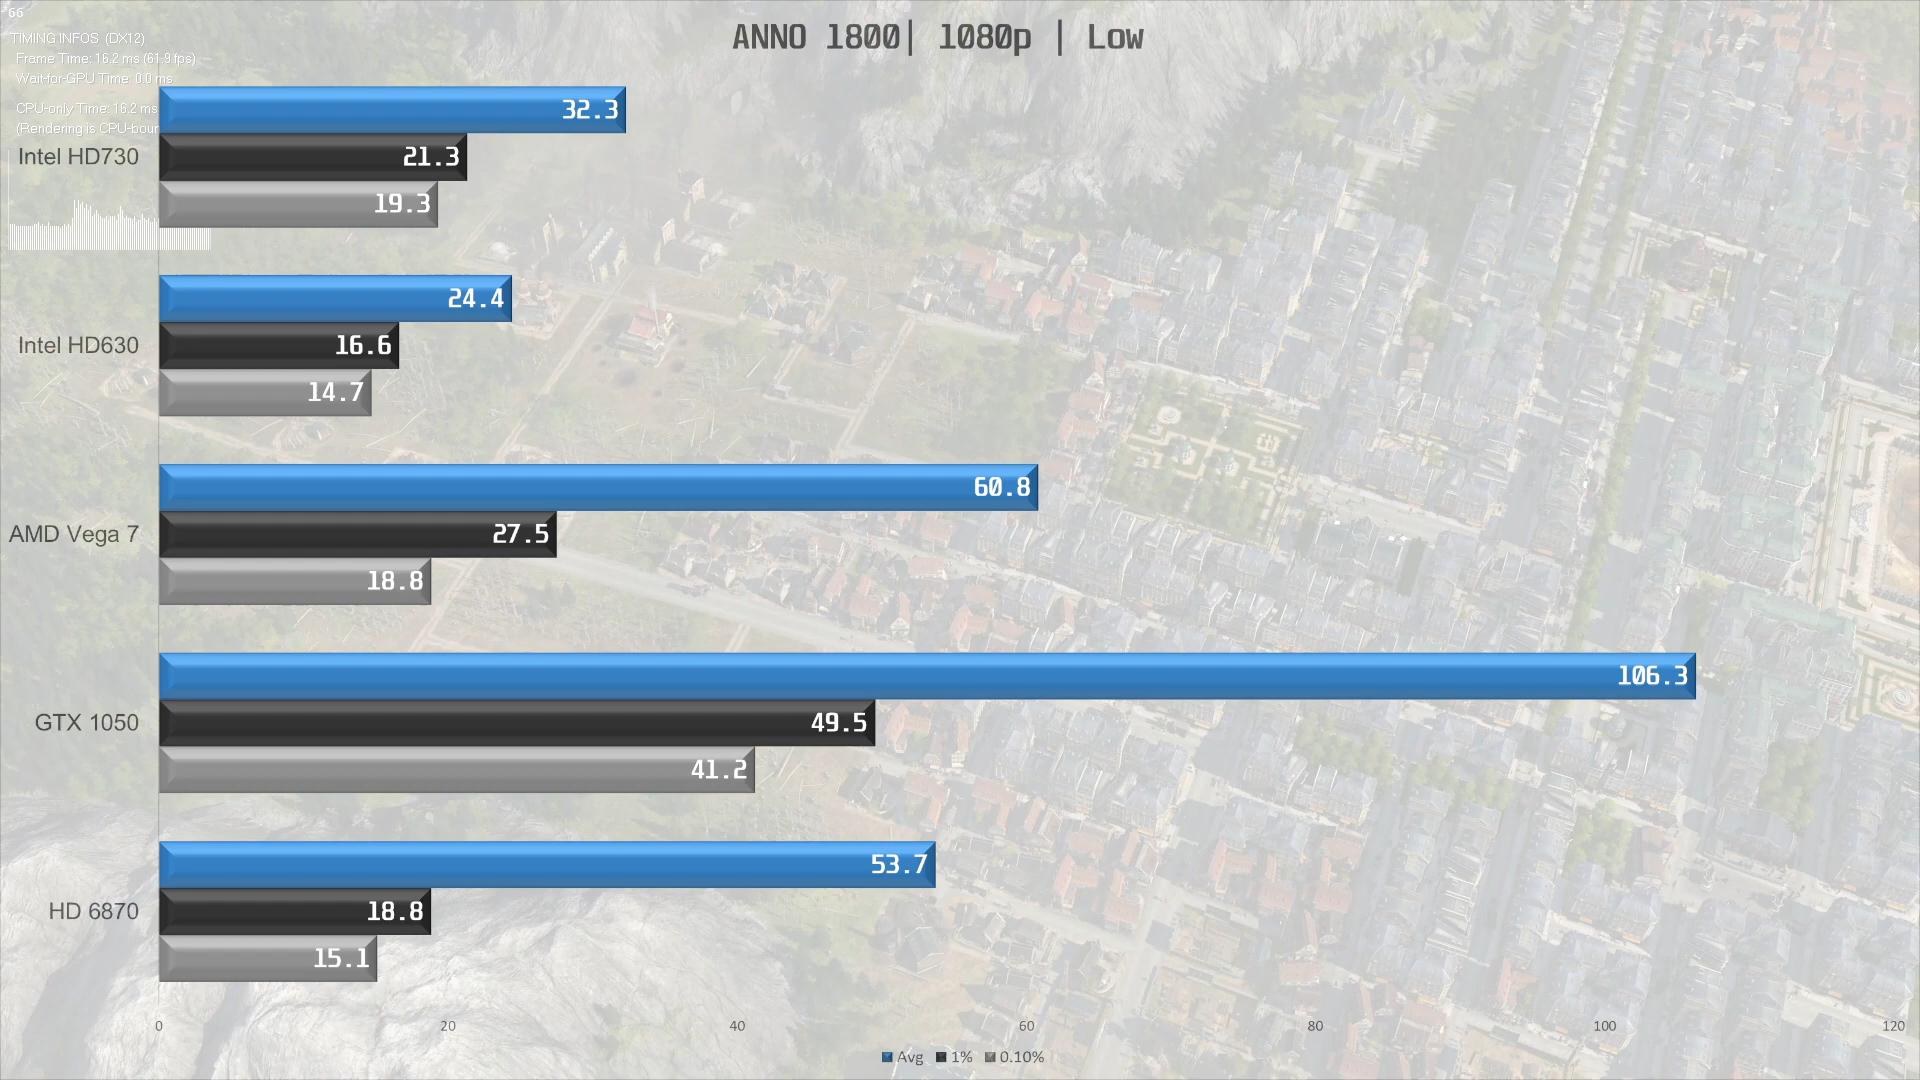 66
ANNO 1800| 1080p | Low
TIMING INFOS (DX12)
Frame Time: 16.2 ms (61.9 fps)
Wait-for-GPU Time: 0.0 ms
CPU-only Time: 16.2 ms
(Rendering is CPU-boun
32.3
Intel HD730
21.3
19.3
24.4
Intel HD630
16.6
14.7
60.8
AMD Vega 7
27.5
18.8
106.3
GTX 1050
49.5
41.2
53.7
HD 6870
18.8
15.1
0 20 40 60 80 100 120
Avg 1% 0.10%